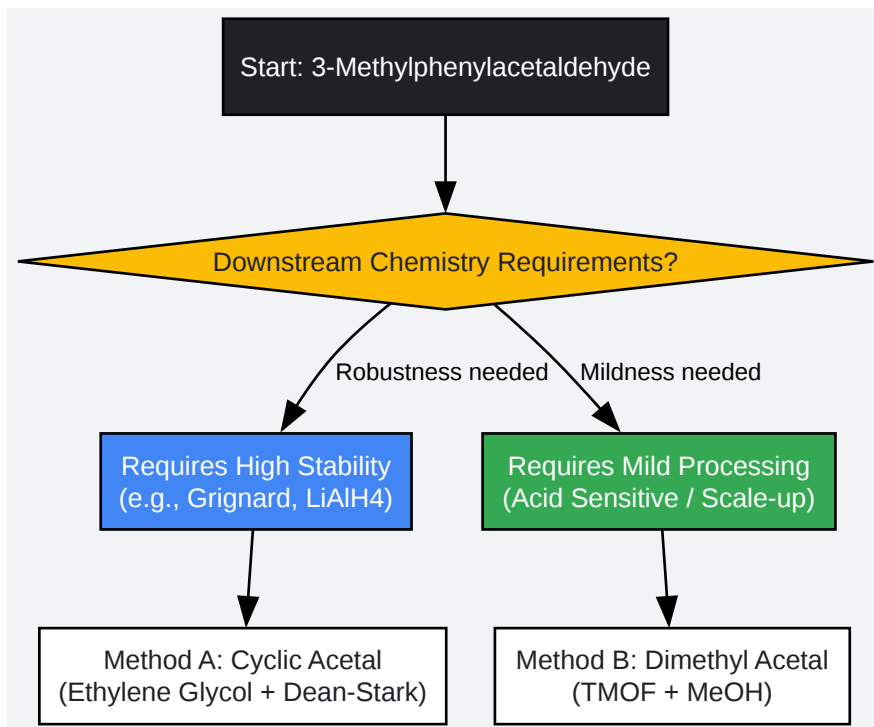 Start: 3-Methylphenylacetaldehyde
Downstream Chemistry Requirements?
Robustness needed
Mildness needed
Requires High Stability
(e.g., Grignard, LiAlH4)
Requires Mild Processing
(Acid Sensitive / Scale-up)
Method A: Cyclic Acetal
(Ethylene Glycol + Dean-Stark)
Method B: Dimethyl Acetal
(TMOF + MeOH)